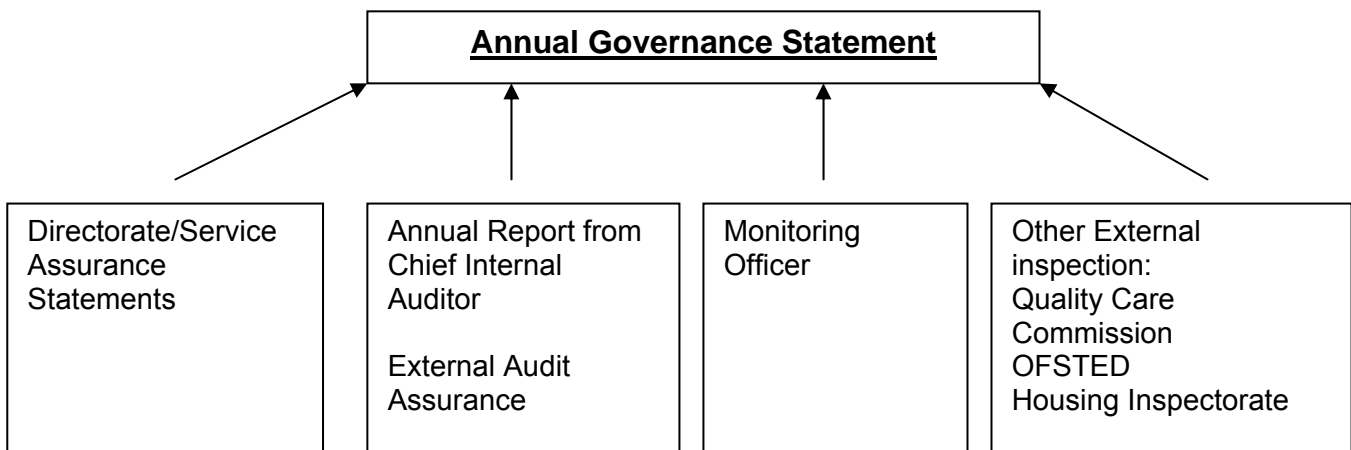 Annual Governance Statement
Directorate/Service
Assurance
Statements
Annual Report from
Chief Internal
Auditor
External Audit
Assurance
Monitoring
Officer
Other External
inspection:
Quality Care
Commission
OFSTED
Housing Inspectorate